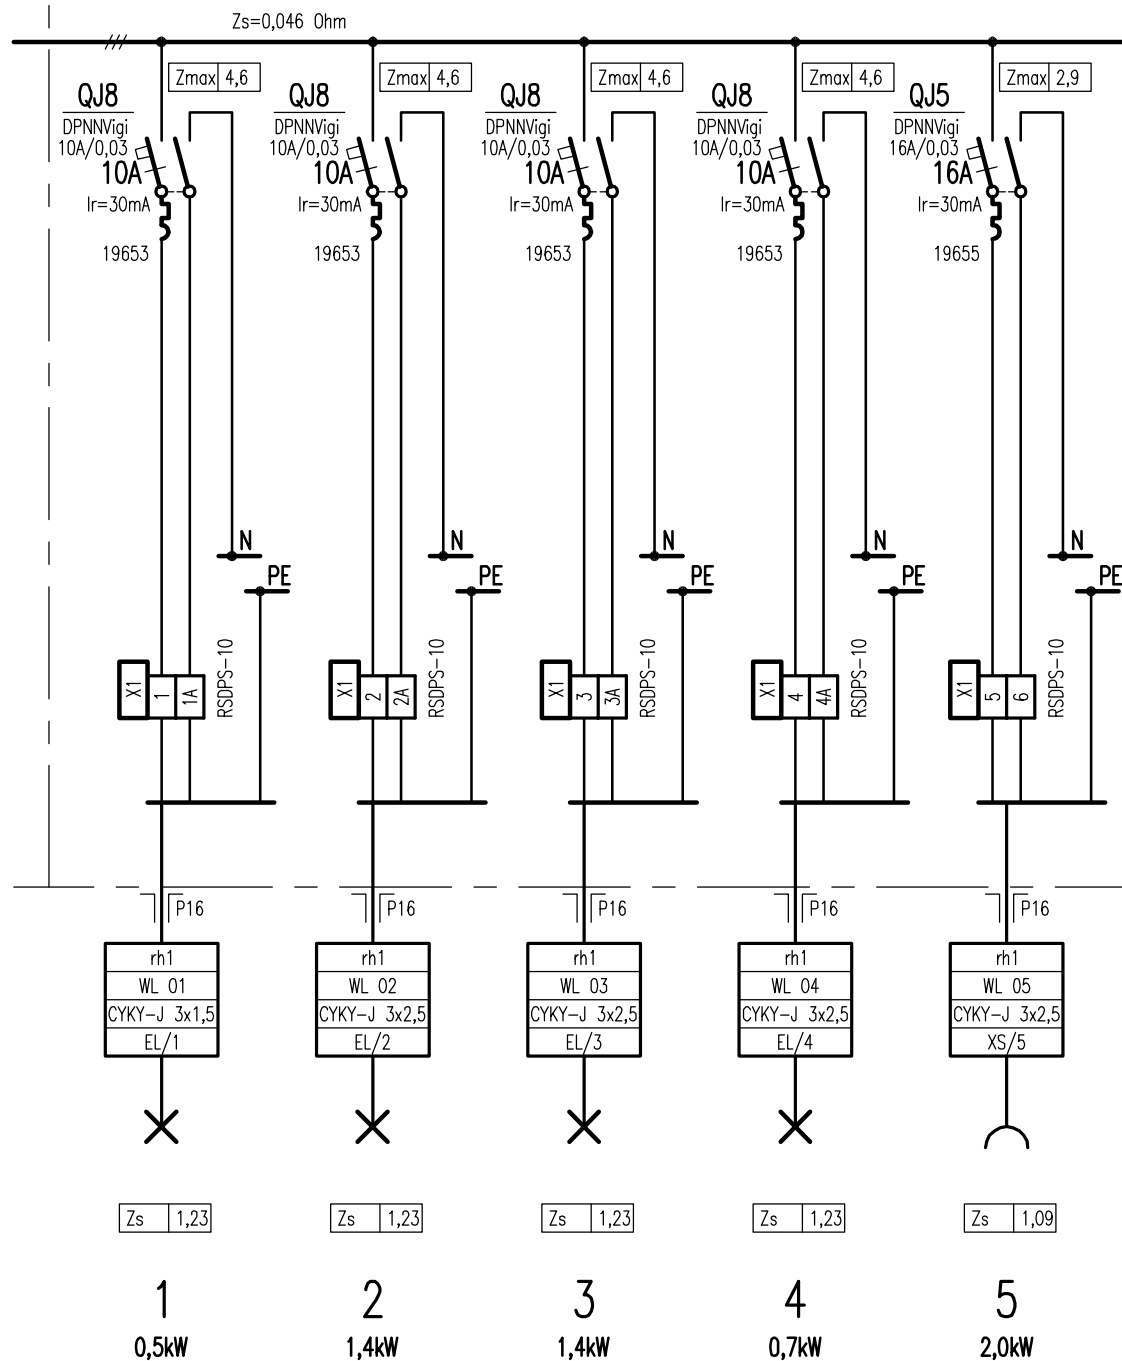 Zs=0,046 Ohm
Zmax 4,6
Zmax 4,6
Zmax 4,6
Zmax 4,6
Zmax 2,9
QJ8
DPNNVigi
10A/0,03
10A
Ir=30mA
19653
QJ8
DPNNVigi
10A/0,03
10A
Ir=30mA
19653
QJ8
DPNNVigi
10A/0,03
10A
Ir=30mA
19653
QJ8
DPNNVigi
10A/0,03
10A
Ir=30mA
19653
QJ5
DPNNVigi
16A/0,03
16A
Ir=30mA
19655
N
N
N
N
N
PE
PE
PE
PE
PE
X1 1 1A RSDPS-10
X1 2 2A RSDPS-10
X1 3 3A RSDPS-10
X1 4 4A RSDPS-10
X1 5 6 RSDPS-10
P16
P16
P16
P16
P16
rh1
WL 01
CYKY-J 3x1,5
EL/1
rh1
WL 02
CYKY-J 3x2,5
EL/2
rh1
WL 03
CYKY-J 3x2,5
EL/3
rh1
WL 04
CYKY-J 3x2,5
EL/4
rh1
WL 05
CYKY-J 3x2,5
XS/5
Zs 1,23
Zs 1,23
Zs 1,23
Zs 1,23
Zs 1,09
1
2
3
4
5
0,5kW
1,4kW
1,4kW
0,7kW
2,0kW